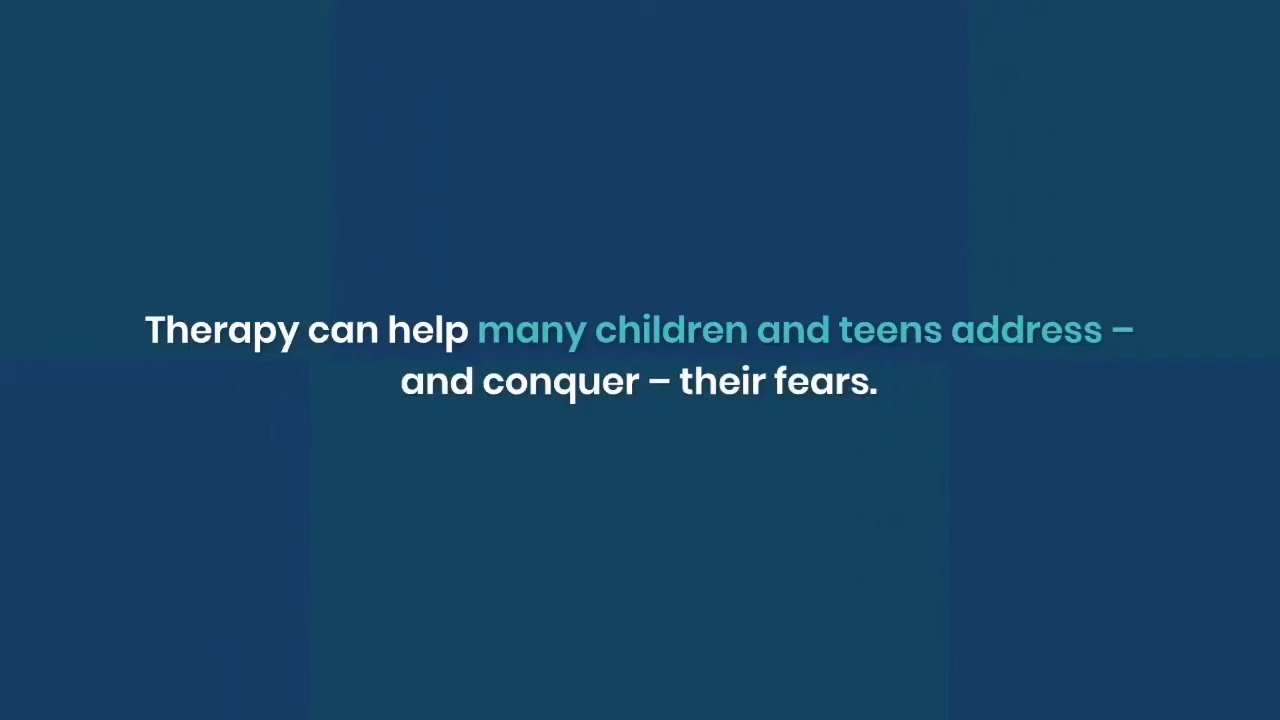 Therapy can help many children and teens address –
and conquer – their fears.